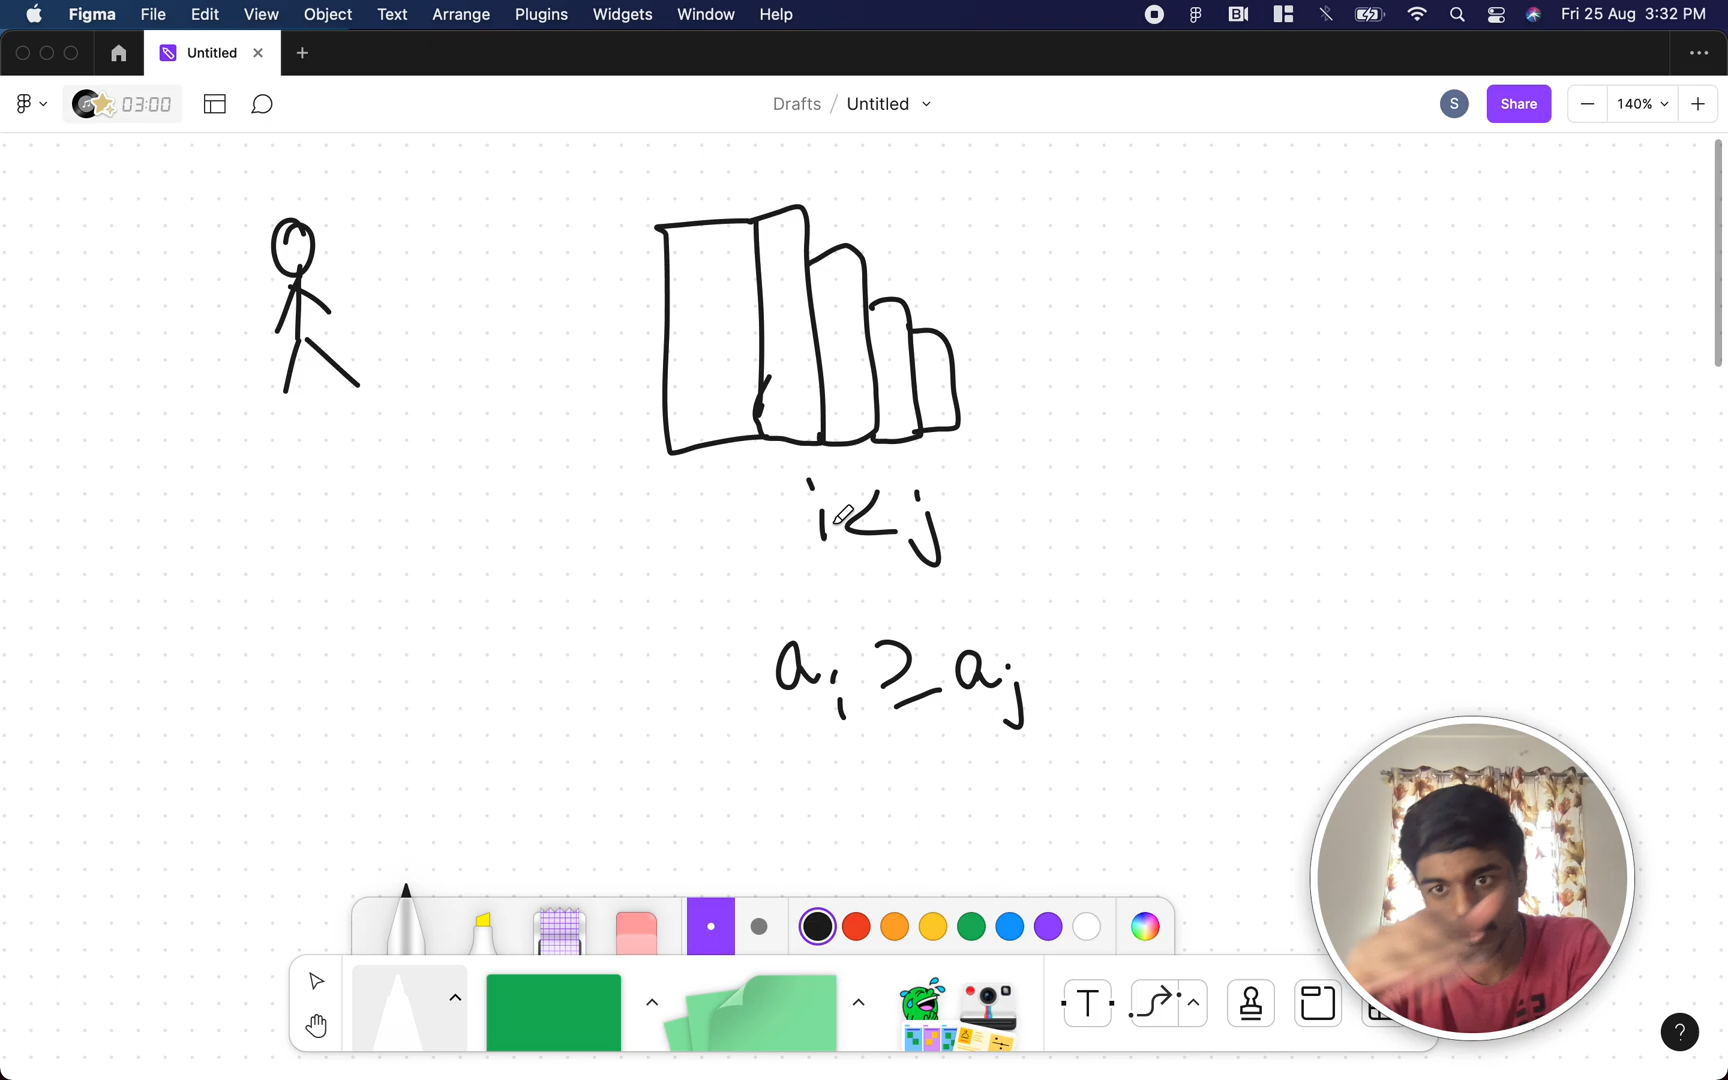 Figma File Edit View Object Text Arrange Plugins Widgets Window Help Fri 25 Aug 3:32 PM
Untitled
03:00 Drafts / Untitled S Share 140%
i < j
aᵢ ≥ aⱼ
T
?